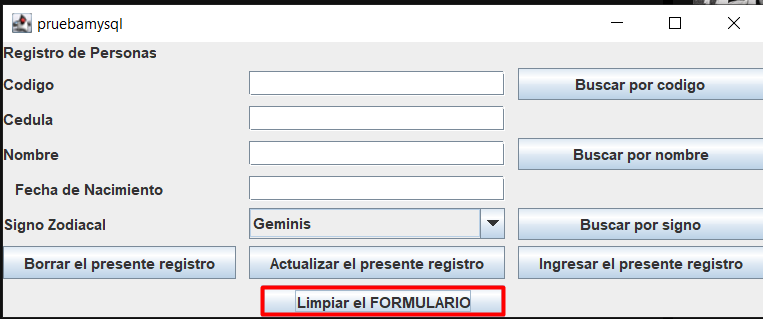 pruebamysql
Registro de Personas
Codigo Buscar por codigo
Cedula
Nombre Buscar por nombre
Fecha de Nacimiento
Signo Zodiacal Geminis Buscar por signo
Borrar el presente registro Actualizar el presente registro Ingresar el presente registro
Limpiar el FORMULARIO